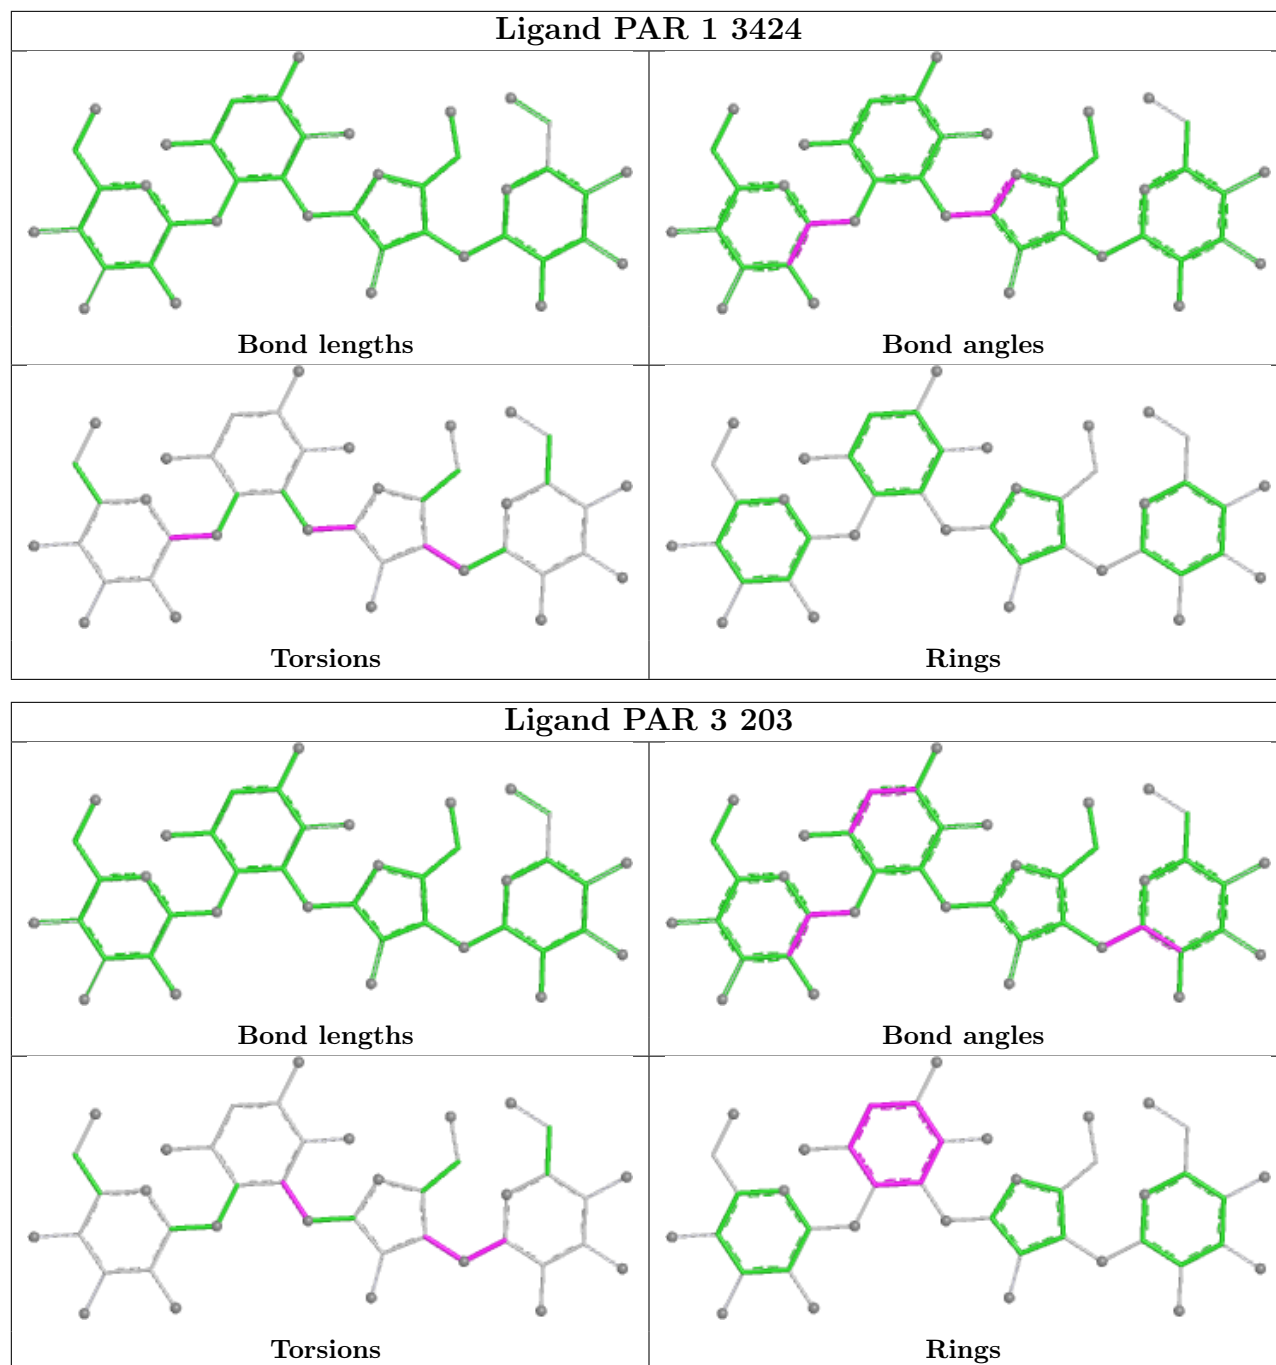 Ligand PAR 1 3424
Bond lengths
Bond angles
Torsions
Rings
Ligand PAR 3 203
Bond lengths
Bond angles
Torsions
Rings